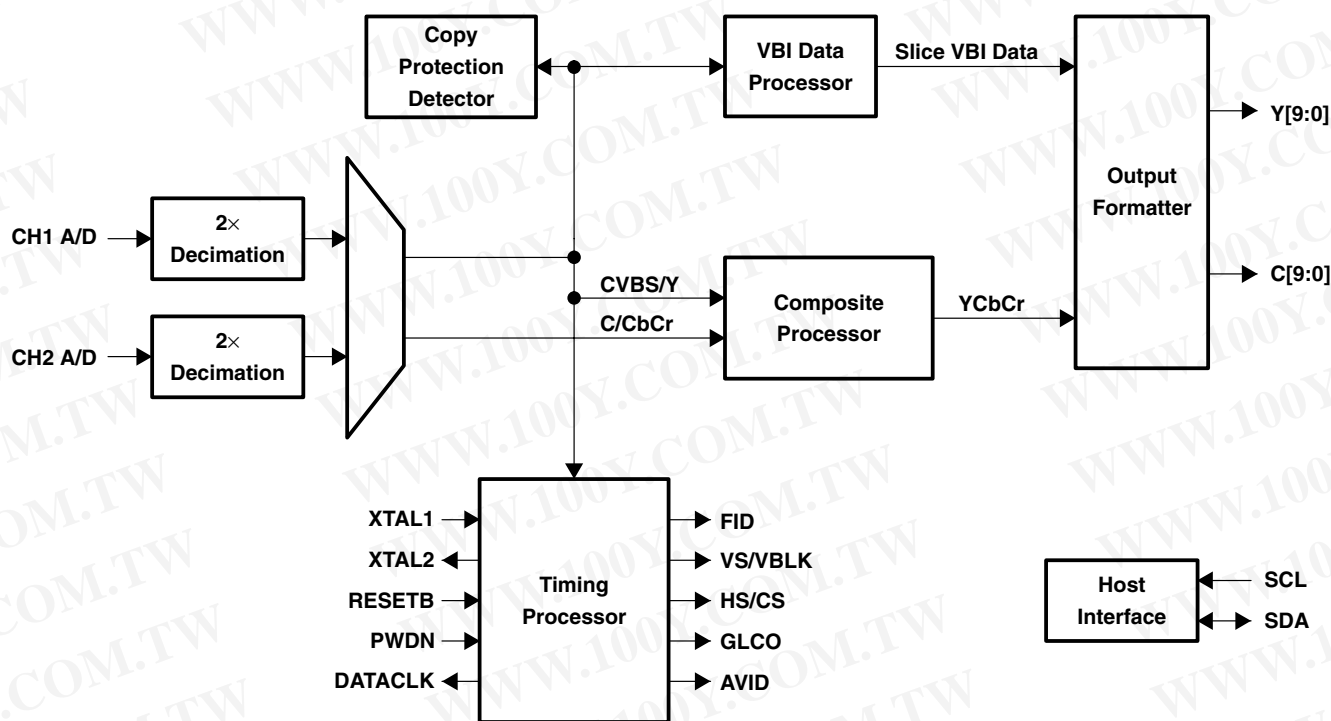 Copy
Protection
Detector
VBI Data
Processor
Slice VBI Data
Output
Formatter
Y[9:0]
C[9:0]
CH1 A/D
2×
Decimation
CH2 A/D
2×
Decimation
CVBS/Y
C/CbCr
Composite
Processor
YCbCr
XTAL1
XTAL2
RESETB
PWDN
DATACLK
Timing
Processor
FID
VS/VBLK
HS/CS
GLCO
AVID
Host
Interface
SCL
SDA
WWW.100Y.COM.TW